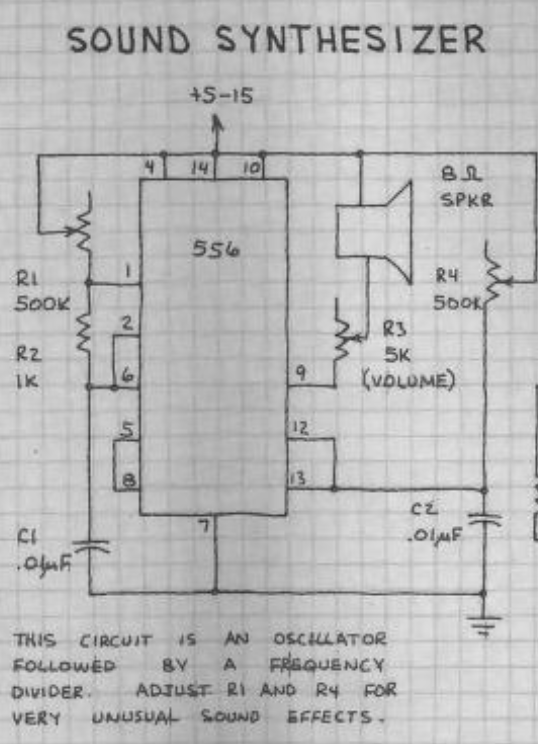 SOUND SYNTHESIZER
+5-15
4 14 10
8 Ω
SPKR
556
R1
500K
1
R4
500K
2
R2
1K
R3
5K
(VOLUME)
6
9
5
12
8
13
C1
.01µF
7
C2
.01µF
THIS CIRCUIT IS AN OSCILLATOR
FOLLOWED BY A FREQUENCY
DIVIDER. ADJUST R1 AND R4 FOR
VERY UNUSUAL SOUND EFFECTS.